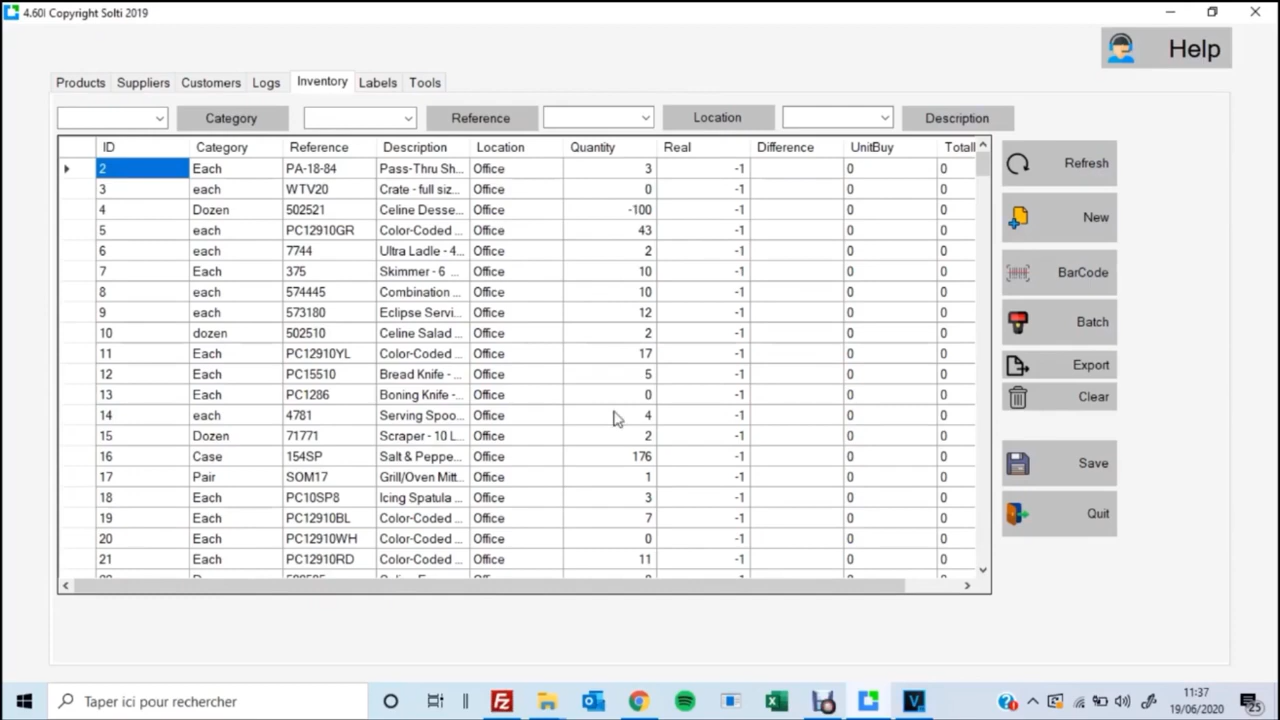 4.60l Copyright Solti 2019
Help
Products Suppliers Customers Logs Inventory Labels Tools
Category Reference Location Description
ID Category Reference Description Location Quantity Real Difference UnitBuy Totall
2 Each PA-18-84 Pass-Thru Sh... Office 3 -1 0 0
3 each WTV20 Crate - full siz... Office 0 -1 0 0
4 Dozen 502521 Celine Desse... Office -100 -1 0 0
5 each PC12910GR Color-Coded ... Office 43 -1 0 0
6 each 7744 Ultra Ladle - 4... Office 2 -1 0 0
7 Each 375 Skimmer - 6 ... Office 10 -1 0 0
8 each 574445 Combination ... Office 10 -1 0 0
9 each 573180 Eclipse Servi... Office 12 -1 0 0
10 dozen 502510 Celine Salad ... Office 2 -1 0 0
11 Each PC12910YL Color-Coded ... Office 17 -1 0 0
12 Each PC15510 Bread Knife - ... Office 5 -1 0 0
13 Each PC1286 Boning Knife -... Office 0 -1 0 0
14 each 4781 Serving Spoo... Office 4 -1 0 0
15 Dozen 71771 Scraper - 10 L... Office 2 -1 0 0
16 Case 154SP Salt & Peppe... Office 176 -1 0 0
17 Pair SOM17 Grill/Oven Mitt... Office 1 -1 0 0
18 Each PC10SP8 Icing Spatula ... Office 3 -1 0 0
19 Each PC12910BL Color-Coded ... Office 7 -1 0 0
20 Each PC12910WH Color-Coded ... Office 0 -1 0 0
21 Each PC12910RD Color-Coded ... Office 11 -1 0 0
Refresh
New
BarCode
Batch
Export
Clear
Save
Quit
Taper ici pour rechercher
11:37
19/06/2020
25